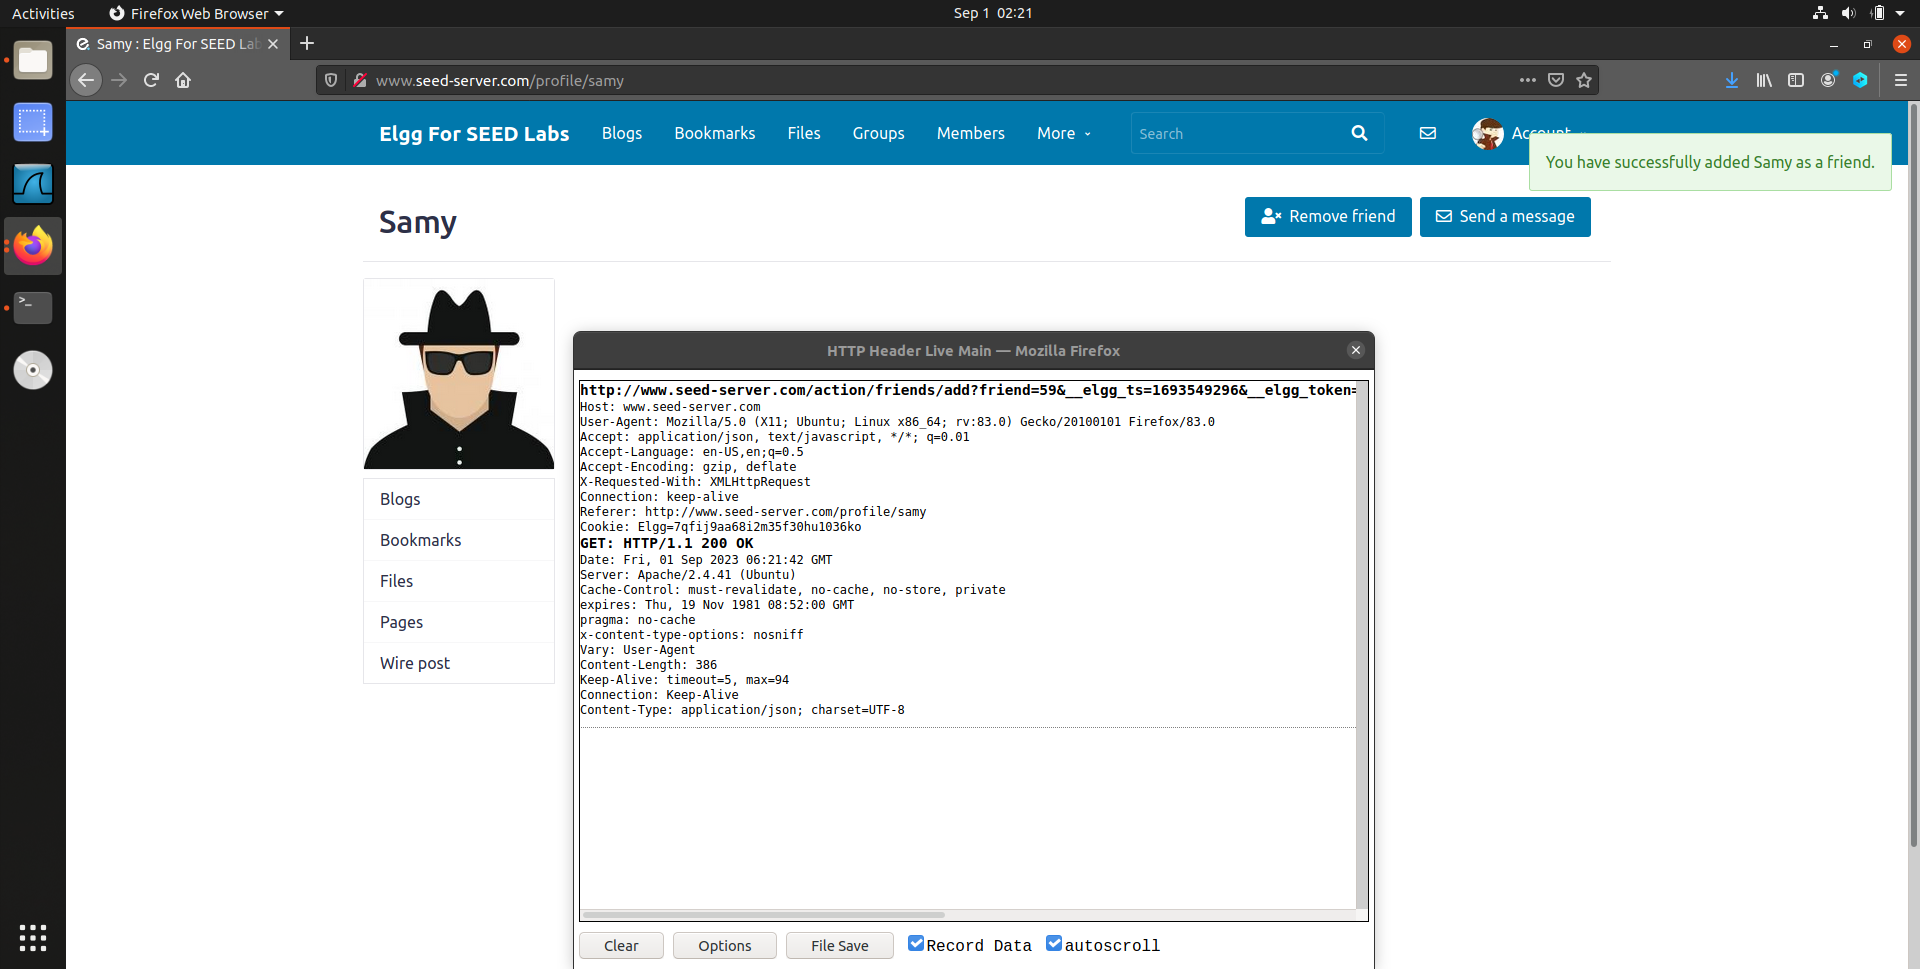 Activities
Firefox Web Browser
Sep 1 02:21
Samy : Elgg For SEED Lab
www.seed-server.com/profile/samy
Elgg For SEED Labs
Blogs
Bookmarks
Files
Groups
Members
More
Search
Account
You have successfully added Samy as a friend.
Samy
Remove friend
Send a message
Blogs
Bookmarks
Files
Pages
Wire post
HTTP Header Live Main — Mozilla Firefox
http://www.seed-server.com/action/friends/add?friend=59&__elgg_ts=1693549296&__elgg_token=
Host: www.seed-server.com
User-Agent: Mozilla/5.0 (X11; Ubuntu; Linux x86_64; rv:83.0) Gecko/20100101 Firefox/83.0
Accept: application/json, text/javascript, */*; q=0.01
Accept-Language: en-US,en;q=0.5
Accept-Encoding: gzip, deflate
X-Requested-With: XMLHttpRequest
Connection: keep-alive
Referer: http://www.seed-server.com/profile/samy
Cookie: Elgg=7qfij9aa68i2m35f30hu1036ko
GET: HTTP/1.1 200 OK
Date: Fri, 01 Sep 2023 06:21:42 GMT
Server: Apache/2.4.41 (Ubuntu)
Cache-Control: must-revalidate, no-cache, no-store, private
expires: Thu, 19 Nov 1981 08:52:00 GMT
pragma: no-cache
x-content-type-options: nosniff
Vary: User-Agent
Content-Length: 386
Keep-Alive: timeout=5, max=94
Connection: Keep-Alive
Content-Type: application/json; charset=UTF-8
Clear
Options
File Save
Record Data
autoscroll